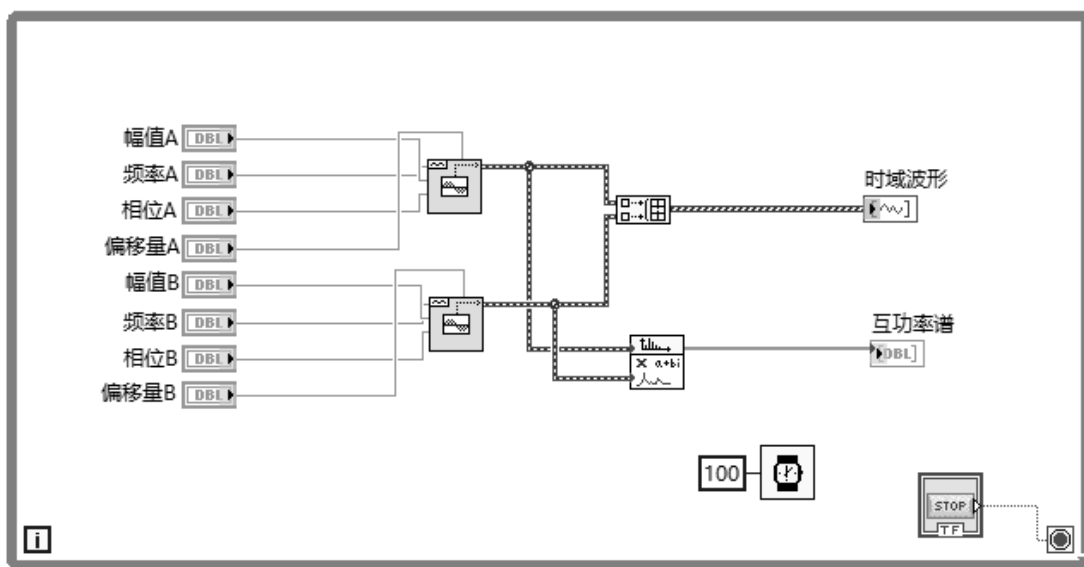 幅值A DBL
频率A DBL
相位A DBL
偏移量A DBL
幅值B DBL
频率B DBL
相位B DBL
偏移量B DBL
时域波形
互功率谱
DBL
X a+bi
100
STOP
TF
i